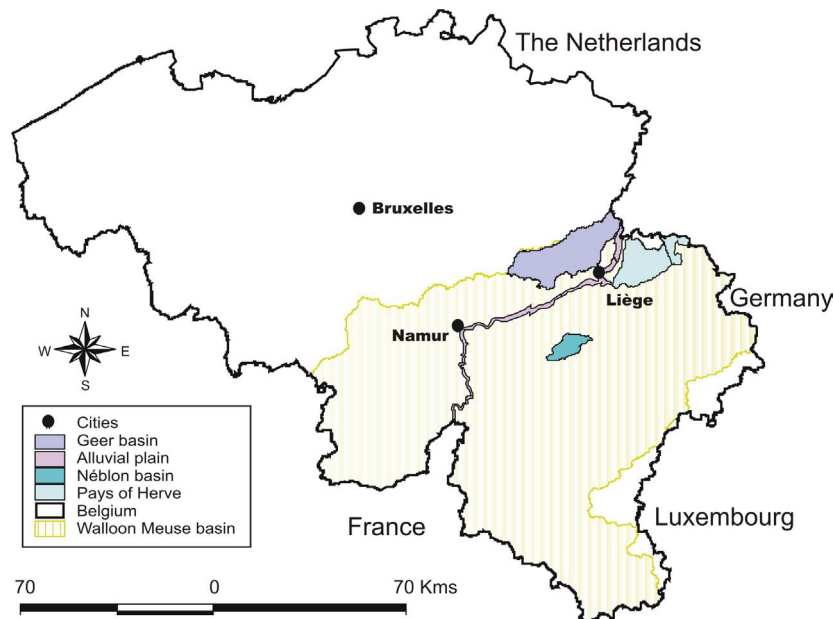 The Netherlands
Bruxelles
Liège
Germany
Namur
N
W E
S
Cities
Geer basin
Alluvial plain
Néblon basin
Pays of Herve
Belgium
Walloon Meuse basin
France
Luxembourg
70 0 70 Kms